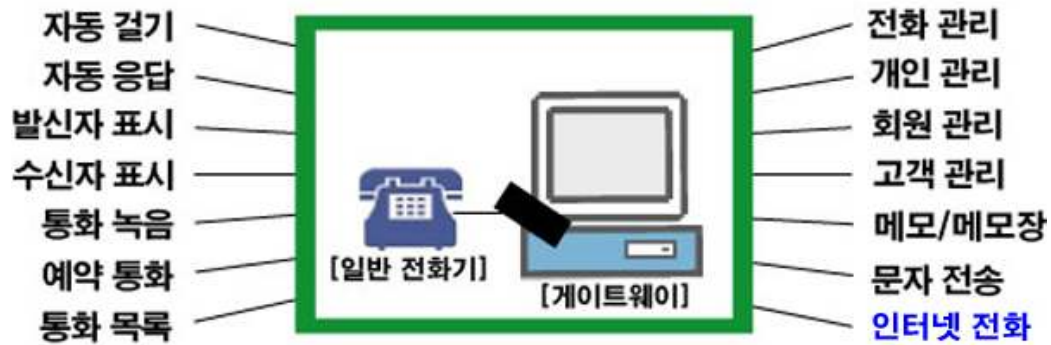 자동 걸기
자동 응답
발신자 표시
수신자 표시
통화 녹음
예약 통화
통화 목록
[일반 전화기]
[게이트웨이]
전화 관리
개인 관리
회원 관리
고객 관리
메모/메모장
문자 전송
인터넷 전화